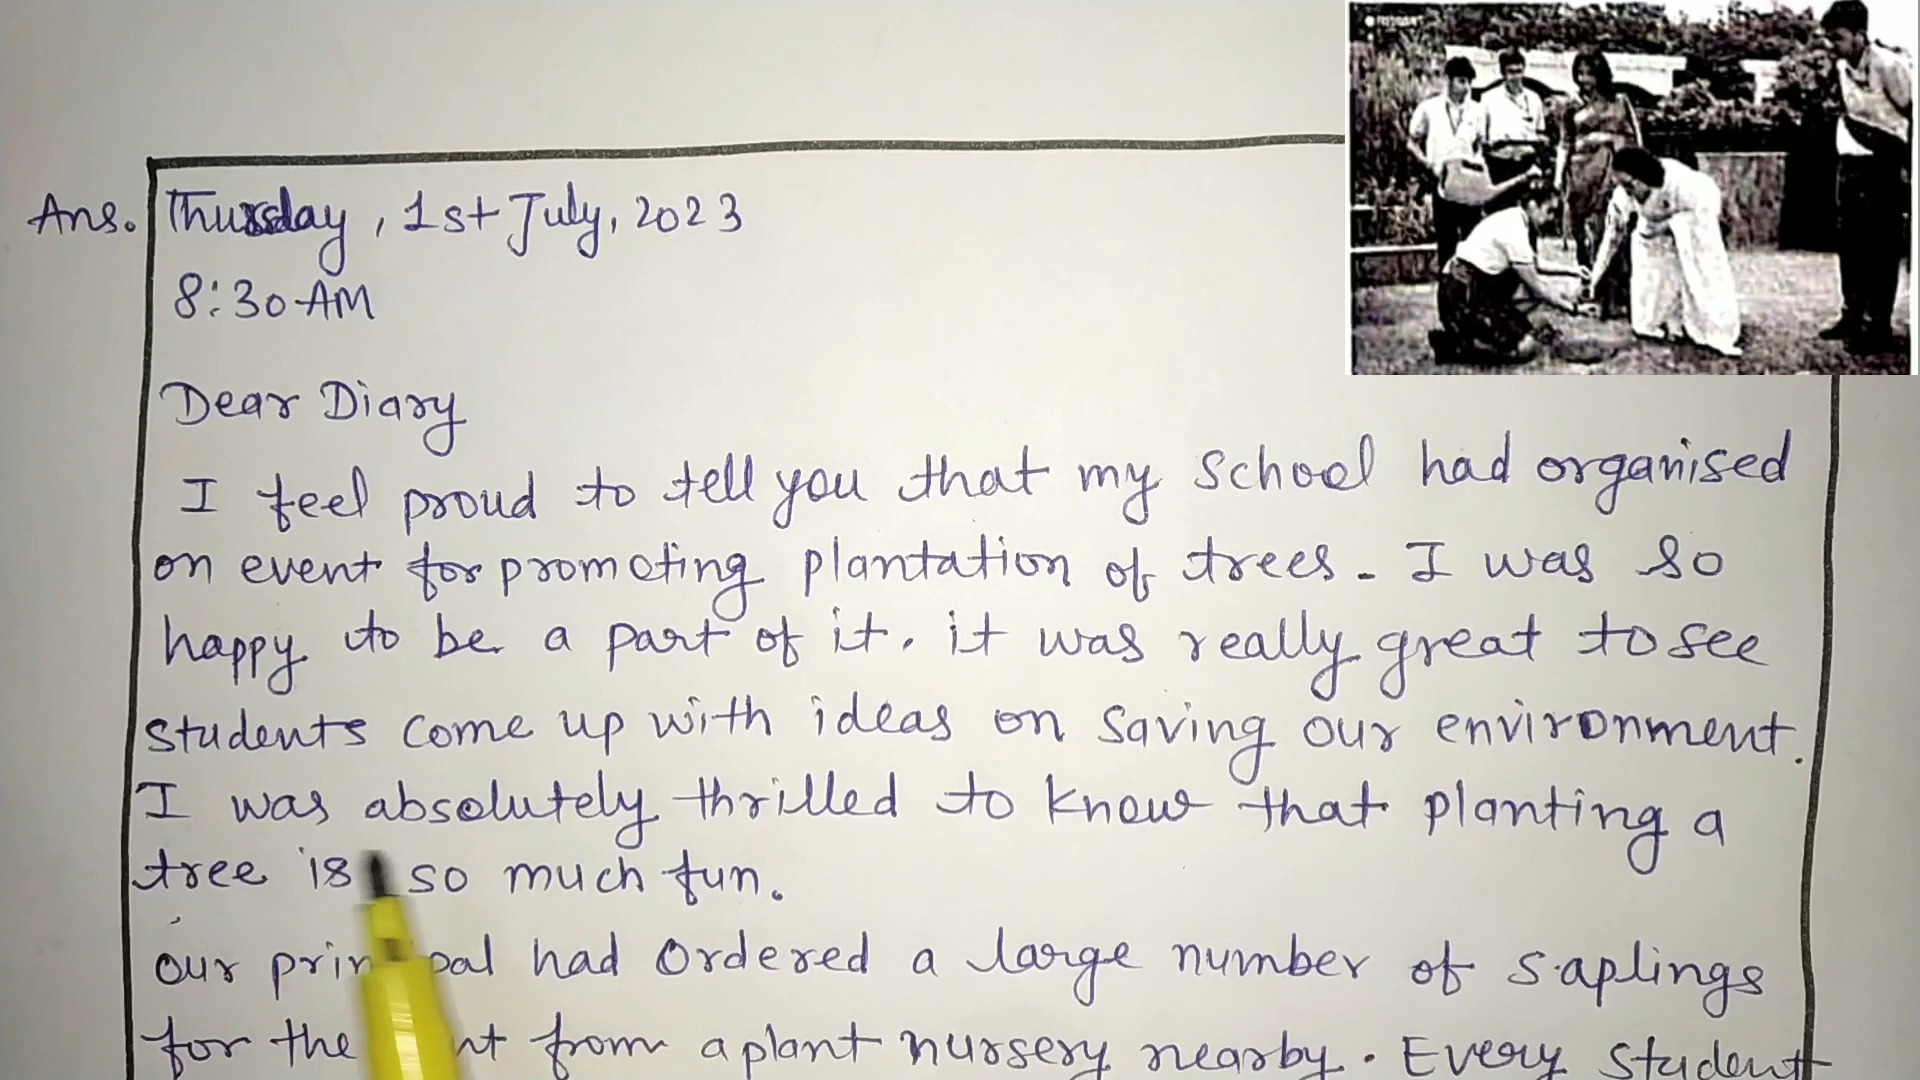 Ans. Thursday, 1st July, 2023
8:30 AM
Dear Diary
I feel proud to tell you that my school had organised
on event for promoting plantation of trees. I was so
happy to be a part of it. it was really great to see
students come up with ideas on saving our environment.
I was absolutely thrilled to know that planting a
tree is so much fun.
our had ordered a large number of saplings
for the from a plant nursery nearby. Every student